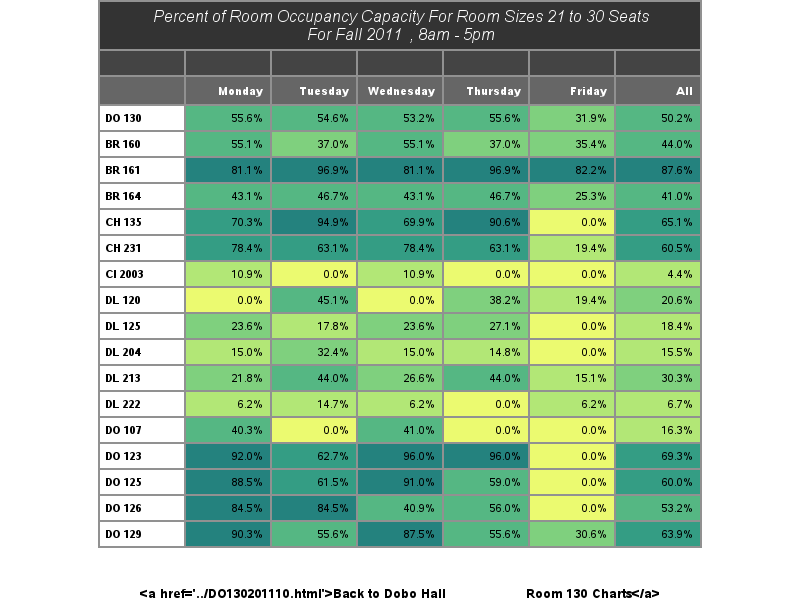 Percent of Room Occupancy Capacity For Room Sizes 21 to 30 Seats
For Fall 2011 , 8am - 5pm
Monday Tuesday Wednesday Thursday Friday All
DO 130 55.6% 54.6% 53.2% 55.6% 31.9% 50.2%
BR 160 55.1% 37.0% 55.1% 37.0% 35.4% 44.0%
BR 161 81.1% 96.9% 81.1% 96.9% 82.2% 87.6%
BR 164 43.1% 46.7% 43.1% 46.7% 25.3% 41.0%
CH 135 70.3% 94.9% 69.9% 90.6% 0.0% 65.1%
CH 231 78.4% 63.1% 78.4% 63.1% 19.4% 60.5%
CI 2003 10.9% 0.0% 10.9% 0.0% 0.0% 4.4%
DL 120 0.0% 45.1% 0.0% 38.2% 19.4% 20.6%
DL 125 23.6% 17.8% 23.6% 27.1% 0.0% 18.4%
DL 204 15.0% 32.4% 15.0% 14.8% 0.0% 15.5%
DL 213 21.8% 44.0% 26.6% 44.0% 15.1% 30.3%
DL 222 6.2% 14.7% 6.2% 0.0% 6.2% 6.7%
DO 107 40.3% 0.0% 41.0% 0.0% 0.0% 16.3%
DO 123 92.0% 62.7% 96.0% 96.0% 0.0% 69.3%
DO 125 88.5% 61.5% 91.0% 59.0% 0.0% 60.0%
DO 126 84.5% 84.5% 40.9% 56.0% 0.0% 53.2%
DO 129 90.3% 55.6% 87.5% 55.6% 30.6% 63.9%
<a href='../DO130201110.html'>Back to Dobo Hall Room 130 Charts</a>